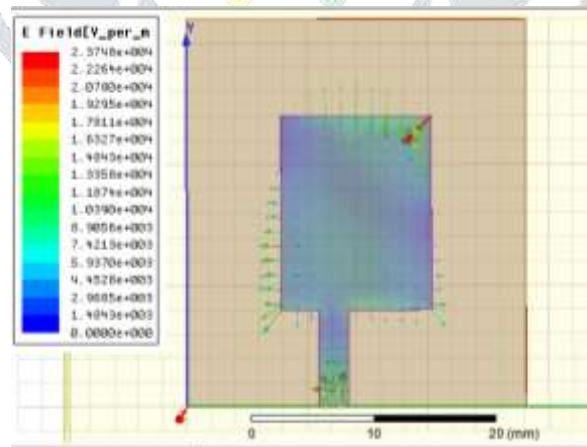 E Field[V_per_m
2.3748e+004
2.2264e+004
2.0780e+004
1.9295e+004
1.7811e+004
1.6327e+004
1.4843e+004
1.3358e+004
1.1874e+004
1.0390e+004
8.9056e+003
7.4213e+003
5.9370e+003
4.4528e+003
2.9685e+003
1.4843e+003
0.0000e+000
Y
0 10 20 (mm)